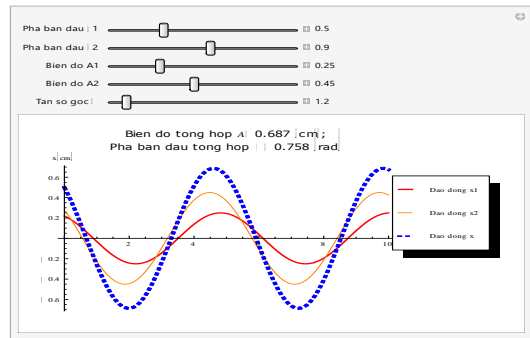 Pha ban dau 1 0.5
Pha ban dau 2 0.9
Bien do A1 0.25
Bien do A2 0.45
Tan so goc 1.2
Bien do tong hop A 0.687 cm;
Pha ban dau tong hop 0.758 rad
x cm
0.6
0.4
0.2
2 4 6 8 10
0.2
0.4
0.6
Dao dong x1
Dao dong x2
Dao dong x